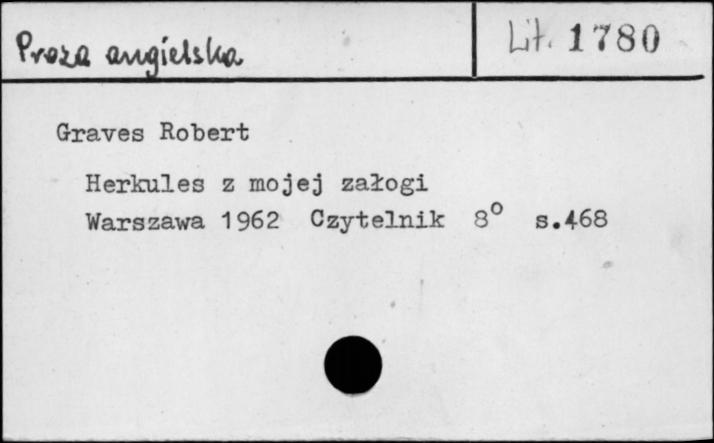 Proza angielska
Lit. 1780
Graves Robert
Herkules z mojej załogi
Warszawa 1962 Czytelnik 8° s.468